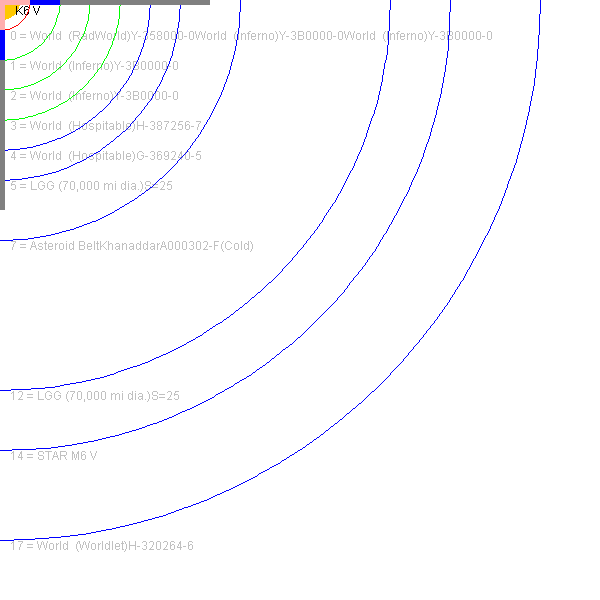 K6 V
0 = World  (RadWorld)Y-358000-0World  (Inferno)Y-3B0000-0World  (Inferno)Y-3D0000-0
1 = World  (Inferno)Y-3B0000-0
2 = World  (Inferno)Y-3B0000-0
3 = World  (Hospitable)H-387256-7
4 = World  (Hospitable)G-369240-5
5 = LGG (70,000 mi dia.)S=25
7 = Asteroid BeltKhanaddarA000302-F(Cold)
12 = LGG (70,000 mi dia.)S=25
14 = STAR M6 V
17 = World  (Worldlet)H-320264-6